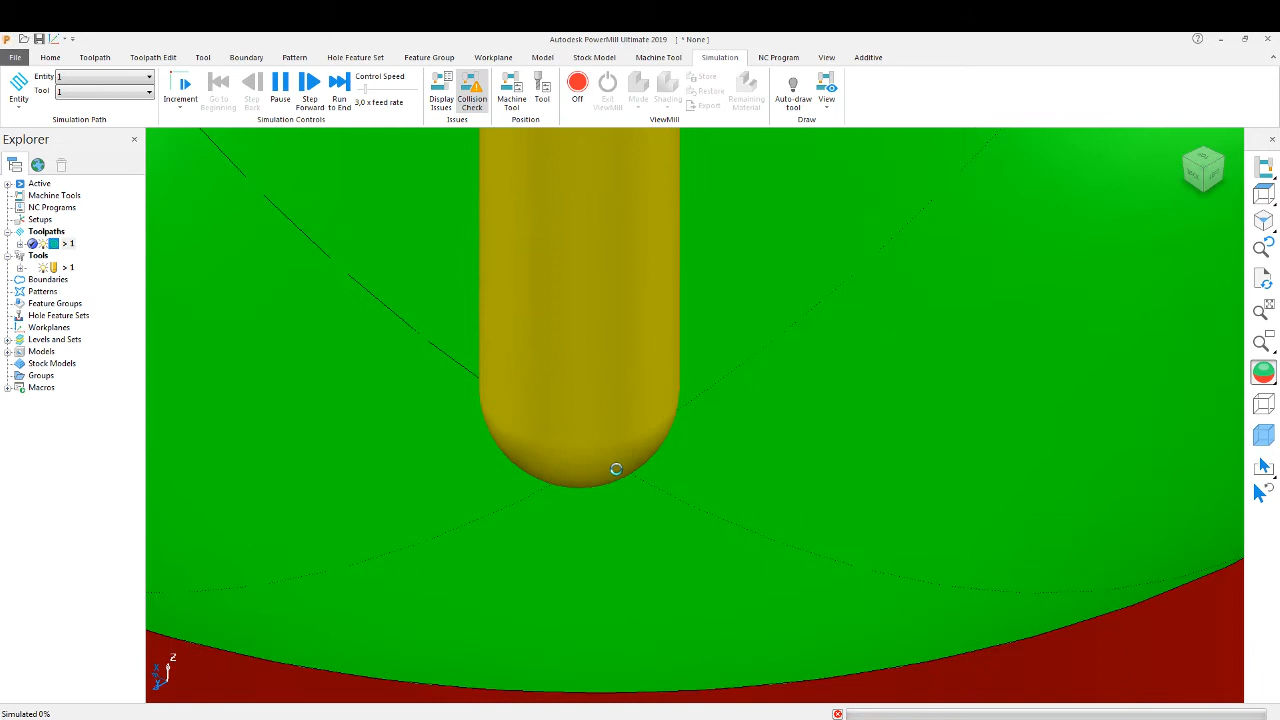 Autodesk PowerMill Ultimate 2019 [ * None ]
File Home Toolpath Toolpath Edit Tool Boundary Pattern Hole Feature Set Feature Group Workplane Model Stock Model Machine Tool Simulation NC Program View Additive
Entity
Entity 1
Tool 1
Simulation Path
Increment
Go to Beginning
Step Back
Pause
Step Forward
Run to End
Control Speed
3,0 x feed rate
Simulation Controls
Display Issues
Collision Check
Issues
Machine Tool
Tool
Position
Off
Exit ViewMill
Mode
Shading
Store
Restore
Export
Remaining Material
ViewMill
Auto-draw tool
View
Draw
Explorer
Active
Machine Tools
NC Programs
Setups
Toolpaths
> 1
Tools
> 1
Boundaries
Patterns
Feature Groups
Hole Feature Sets
Workplanes
Levels and Sets
Models
Stock Models
Groups
Macros
Z
X
Y
Simulated 0%